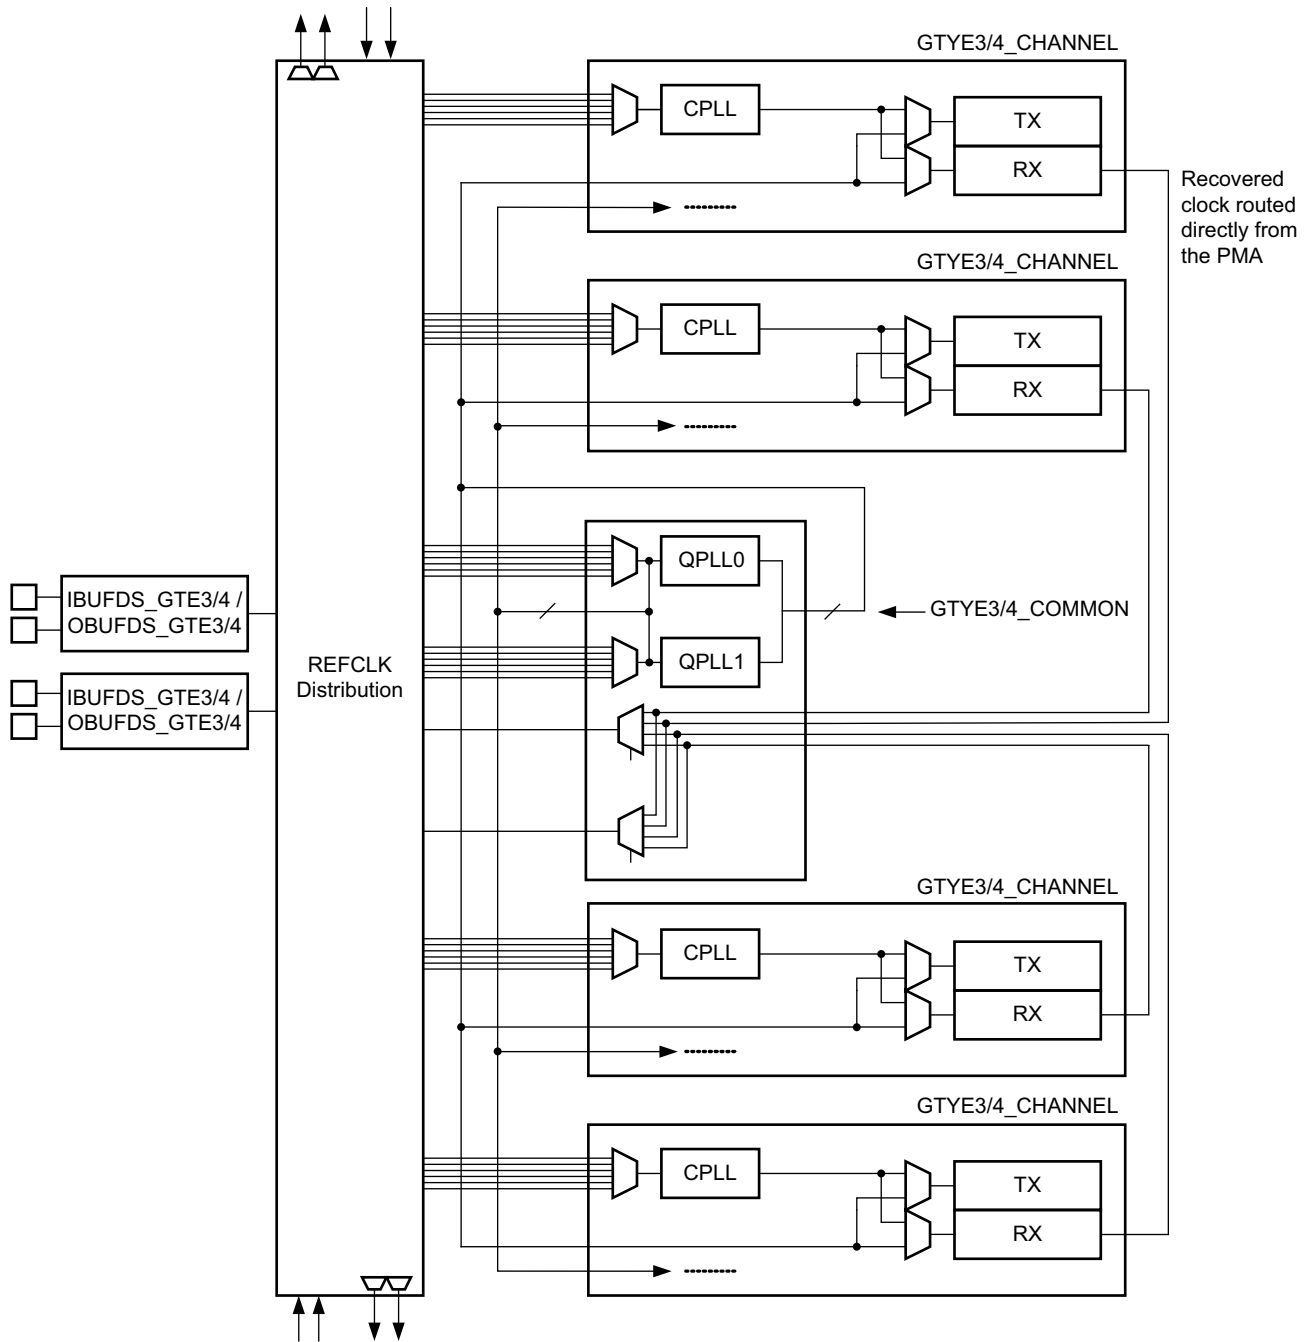 GTYE3/4_CHANNEL
CPLL
TX
RX
Recovered
clock routed
directly from
the PMA
GTYE3/4_CHANNEL
CPLL
TX
RX
QPLL0
GTYE3/4_COMMON
QPLL1
IBUFDS_GTE3/4 /
OBUFDS_GTE3/4
REFCLK
Distribution
IBUFDS_GTE3/4 /
OBUFDS_GTE3/4
GTYE3/4_CHANNEL
CPLL
TX
RX
GTYE3/4_CHANNEL
CPLL
TX
RX